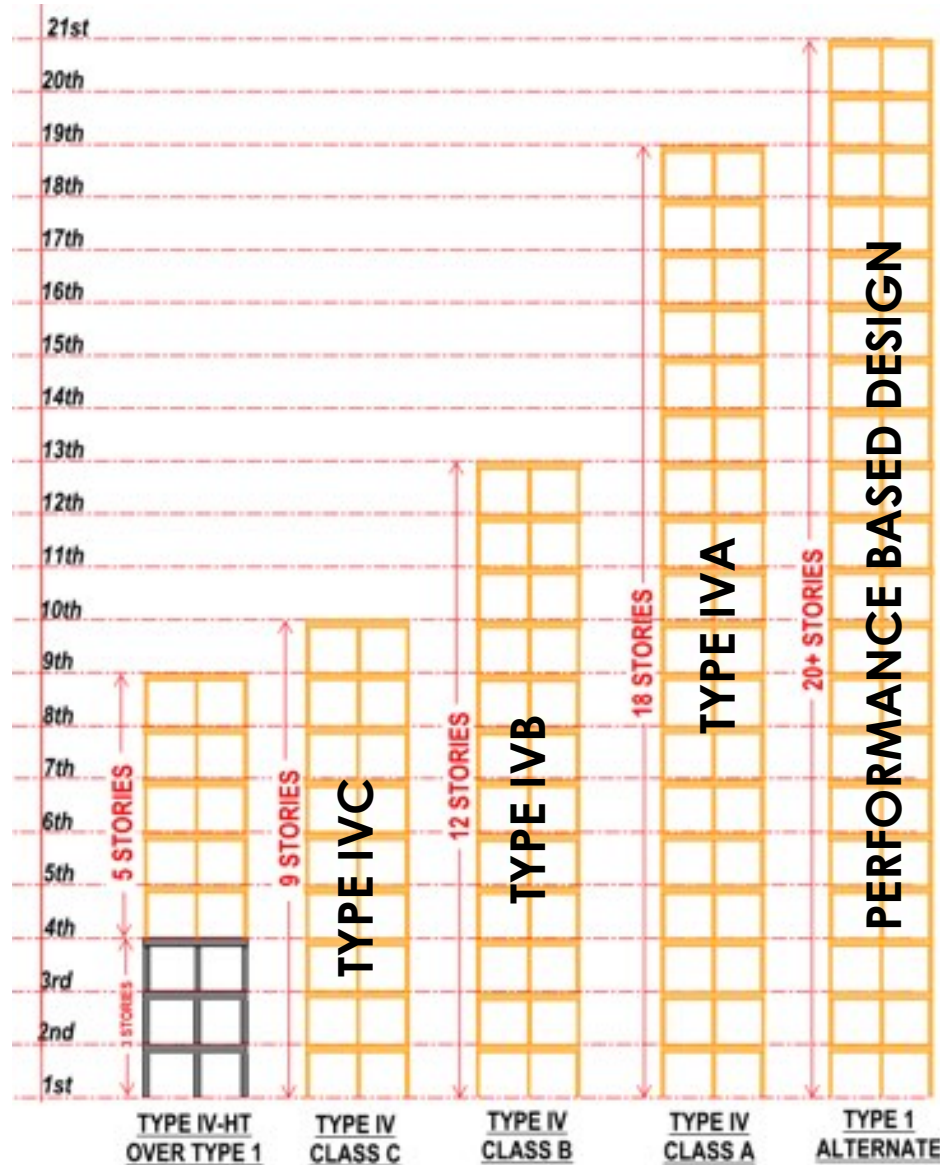 21st
20th
19th
18th
17th
16th
15th
14th
13th
12th
11th
10th
9th
8th
7th
6th
5th
4th
3rd
2nd
1st
5 STORIES
3 STORIES
9 STORIES
TYPE IVC
12 STORIES
TYPE IVB
18 STORIES
TYPE IVA
20+ STORIES
PERFORMANCE BASED DESIGN
TYPE IV-HT
OVER TYPE 1
TYPE IV
CLASS C
TYPE IV
CLASS B
TYPE IV
CLASS A
TYPE 1
ALTERNATE